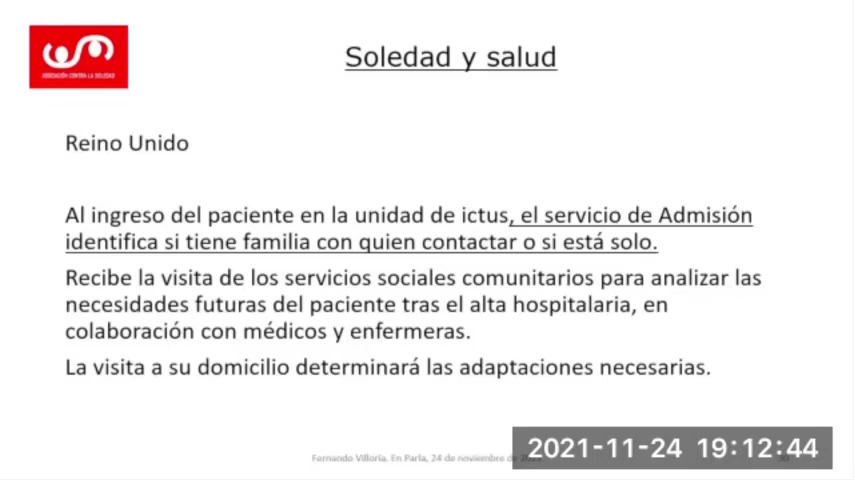 ASOCIACIÓN CONTRA LA SOLEDAD
Soledad y salud
Reino Unido
Al ingreso del paciente en la unidad de ictus, el servicio de Admisión
identifica si tiene familia con quien contactar o si está solo.
Recibe la visita de los servicios sociales comunitarios para analizar las
necesidades futuras del paciente tras el alta hospitalaria, en
colaboración con médicos y enfermeras.
La visita a su domicilio determinará las adaptaciones necesarias.
Fernando Villoria. En Parla, 24 de noviembre de
2021-11-24 19:12:44